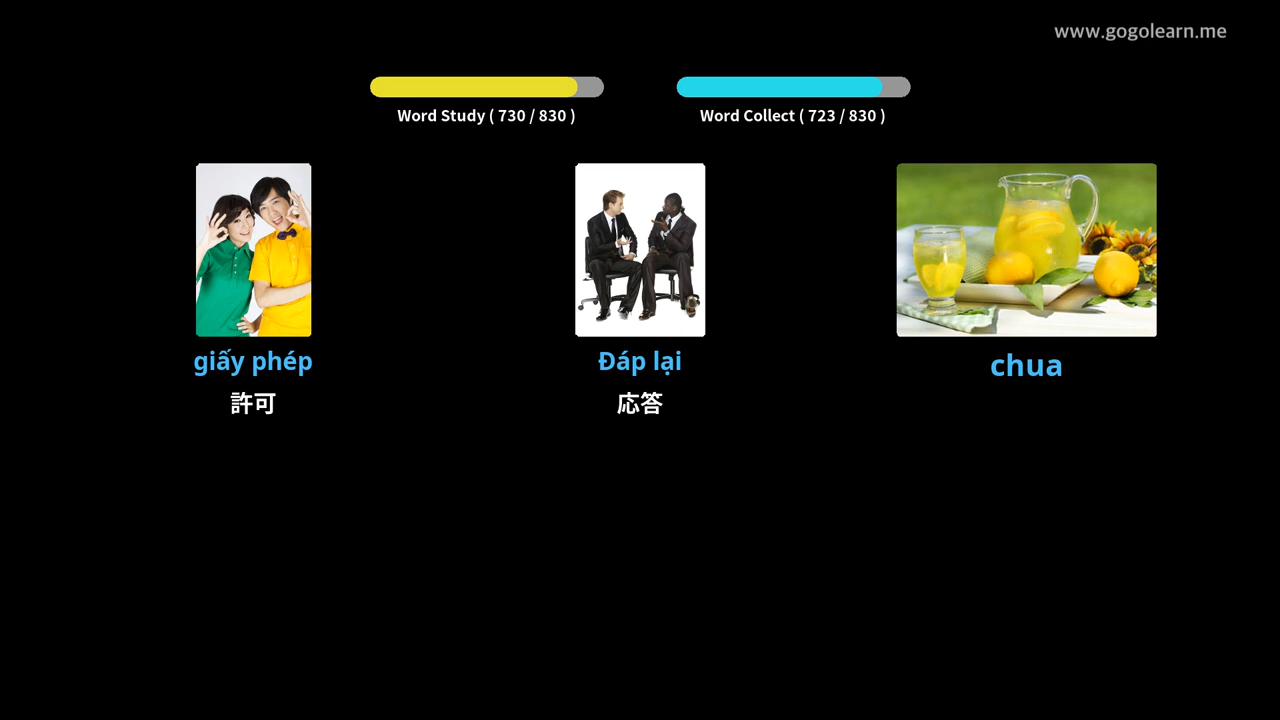 www.gogolearn.me
Word Study ( 730 / 830 )
Word Collect ( 723 / 830 )
giấy phép
Đáp lại
chua
許可
応答